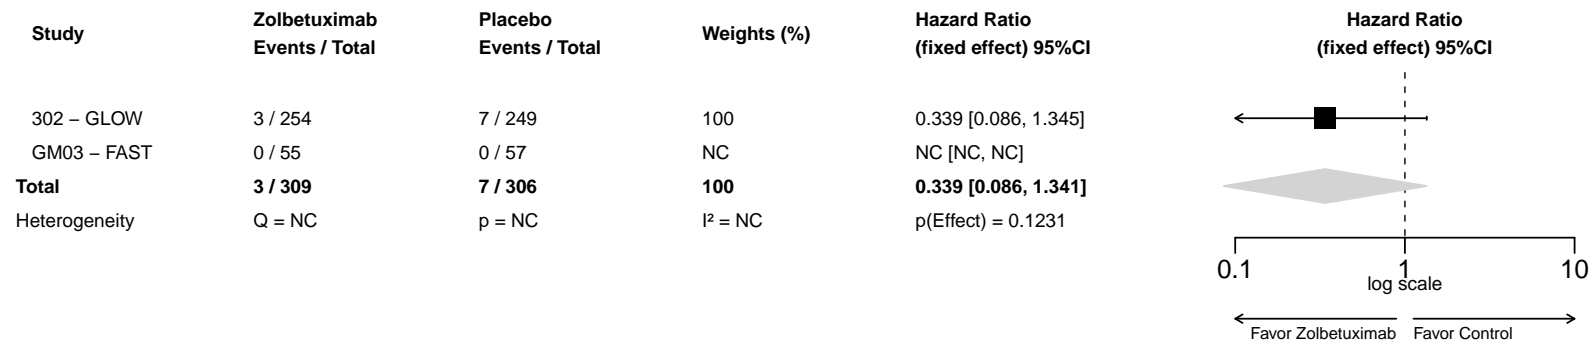 Study Zolbetuximab Events / Total Placebo Events / Total Weights (%) Hazard Ratio (fixed effect) 95%CI Hazard Ratio (fixed effect) 95%CI
302 – GLOW 3 / 254 7 / 249 100 0.339 [0.086, 1.345]
GM03 – FAST 0 / 55 0 / 57 NC NC [NC, NC]
Total 3 / 309 7 / 306 100 0.339 [0.086, 1.341]
Heterogeneity Q = NC p = NC I² = NC p(Effect) = 0.1231
0.1 1 10
log scale
Favor Zolbetuximab Favor Control